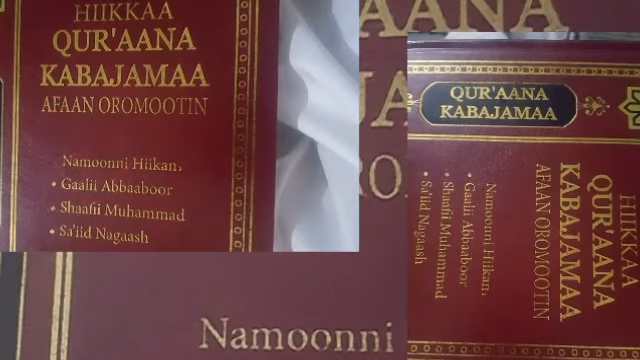 HIIKKAA
QUR'AANA
KABAJAMAA
AFAAN OROMOOTIN
Namoonni Hiikan,
• Gaalii Abbaaboor
• Shaafii Muhammad
• Sa'iid Nagaash
Namoonni
QUR'AANA
KABAJAMAA
HIIKKAA
QUR'AANA
KABAJAMAA
AFAAN OROMOOTIN
Namoonni Hiikan,
• Gaalii Abbaaboor
• Shaafii Muhammad
• Sa'iid Nagaash